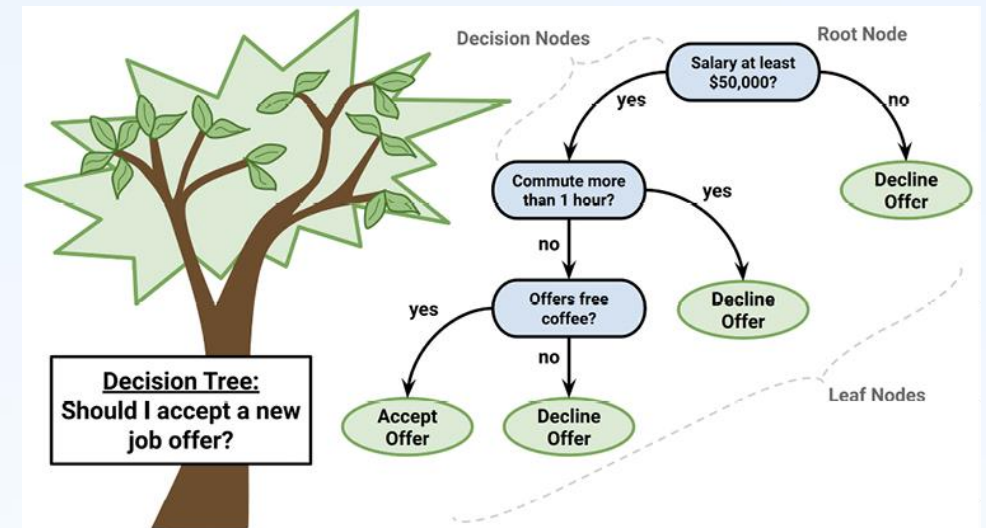 Decision Nodes
Root Node
Salary at least
$50,000?
yes
no
Commute more
than 1 hour?
yes
Decline
Offer
no
Offers free
coffee?
Decline
Offer
yes
no
Decision Tree:
Should I accept a new
job offer?
Accept
Offer
Decline
Offer
Leaf Nodes